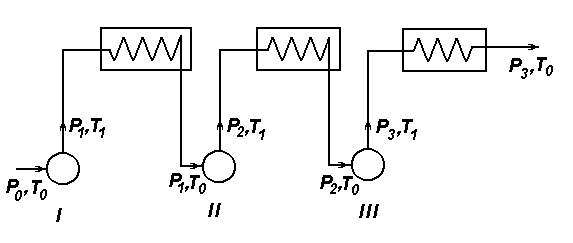 P₀,T₀
P₁,T₁
P₁,T₀
P₂,T₁
P₂,T₀
P₃,T₁
P₃,T₀
I
II
III